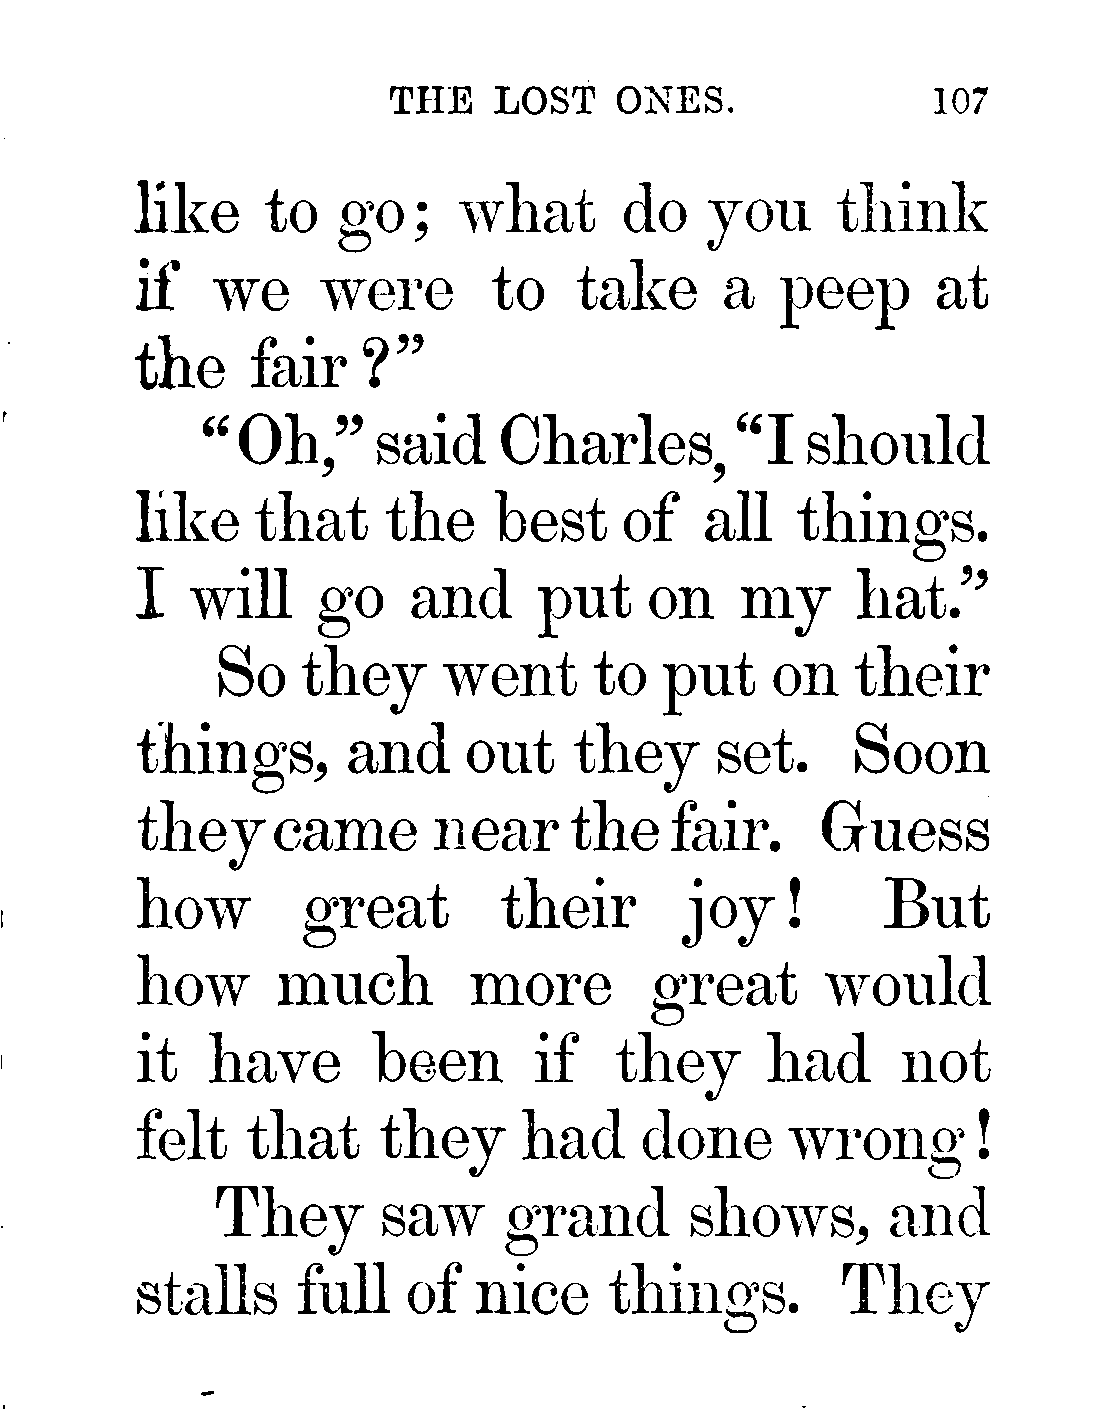 THE LOST ONES. 107
like to go; what do you think
if we were to take a peep at
the fair?”
“Oh,” said Charles, “I should
like that the best of all things.
I will go and put on my hat.”
So they went to put on their
things, and out they set. Soon
they came near the fair. Guess
how great their joy! But
how much more great would
it have been if they had not
felt that they had done wrong!
They saw grand shows, and
stalls full of nice things. They